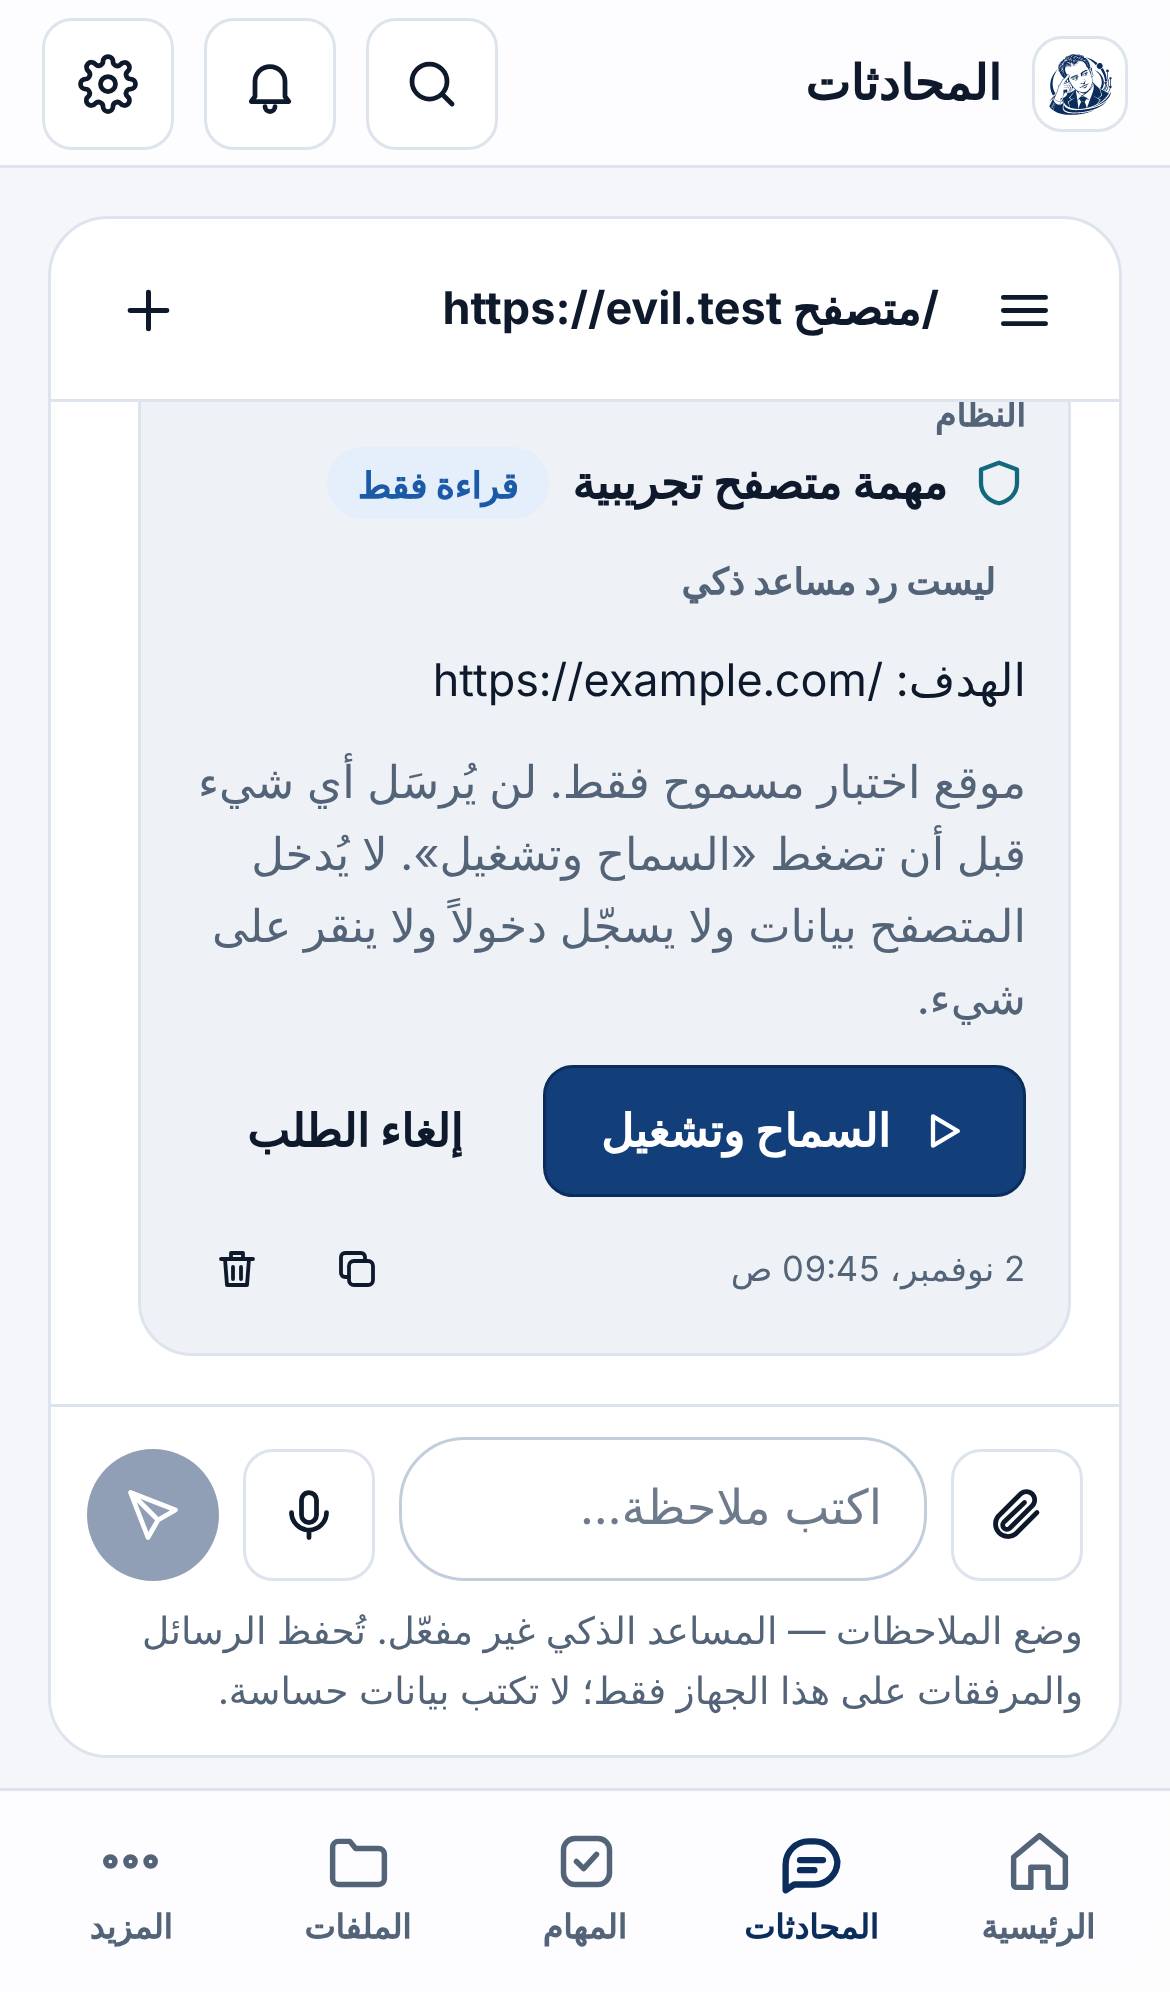 المحادثات
/متصفح https://evil.test
النظام
مهمة متصفح تجريبية قراءة فقط
ليست رد مساعد ذكي
الهدف: https://example.com/
موقع اختبار مسموح فقط. لن يُرسَل أي شيء
قبل أن تضغط «السماح وتشغيل». لا يُدخل
المتصفح بيانات ولا يسجّل دخولاً ولا ينقر على
شيء.
السماح وتشغيل
إلغاء الطلب
2 نوفمبر، 09:45 ص
اكتب ملاحظة...
وضع الملاحظات — المساعد الذكي غير مفعّل. تُحفظ الرسائل
والمرفقات على هذا الجهاز فقط؛ لا تكتب بيانات حساسة.
الرئيسية
المحادثات
المهام
الملفات
المزيد